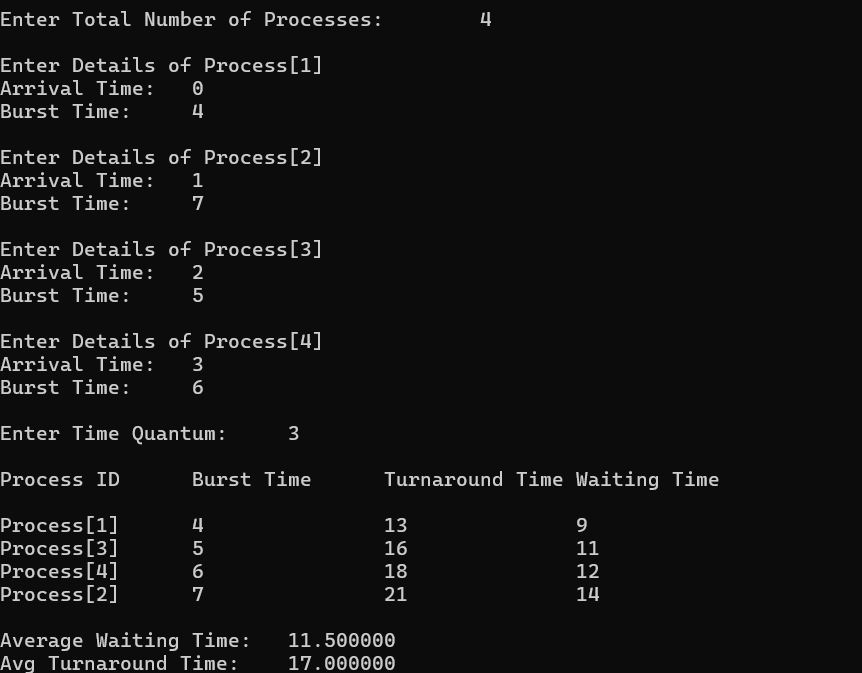 Enter Total Number of Processes: 4
Enter Details of Process[1]
Arrival Time: 0
Burst Time: 4
Enter Details of Process[2]
Arrival Time: 1
Burst Time: 7
Enter Details of Process[3]
Arrival Time: 2
Burst Time: 5
Enter Details of Process[4]
Arrival Time: 3
Burst Time: 6
Enter Time Quantum: 3
Process ID Burst Time Turnaround Time Waiting Time
Process[1] 4 13 9
Process[3] 5 16 11
Process[4] 6 18 12
Process[2] 7 21 14
Average Waiting Time: 11.500000
Avg Turnaround Time: 17.000000